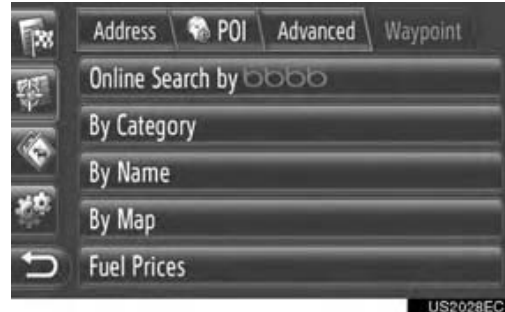 Address POI Advanced Waypoint
Online Search by bbbb
By Category
By Name
By Map
Fuel Prices
US2028EC